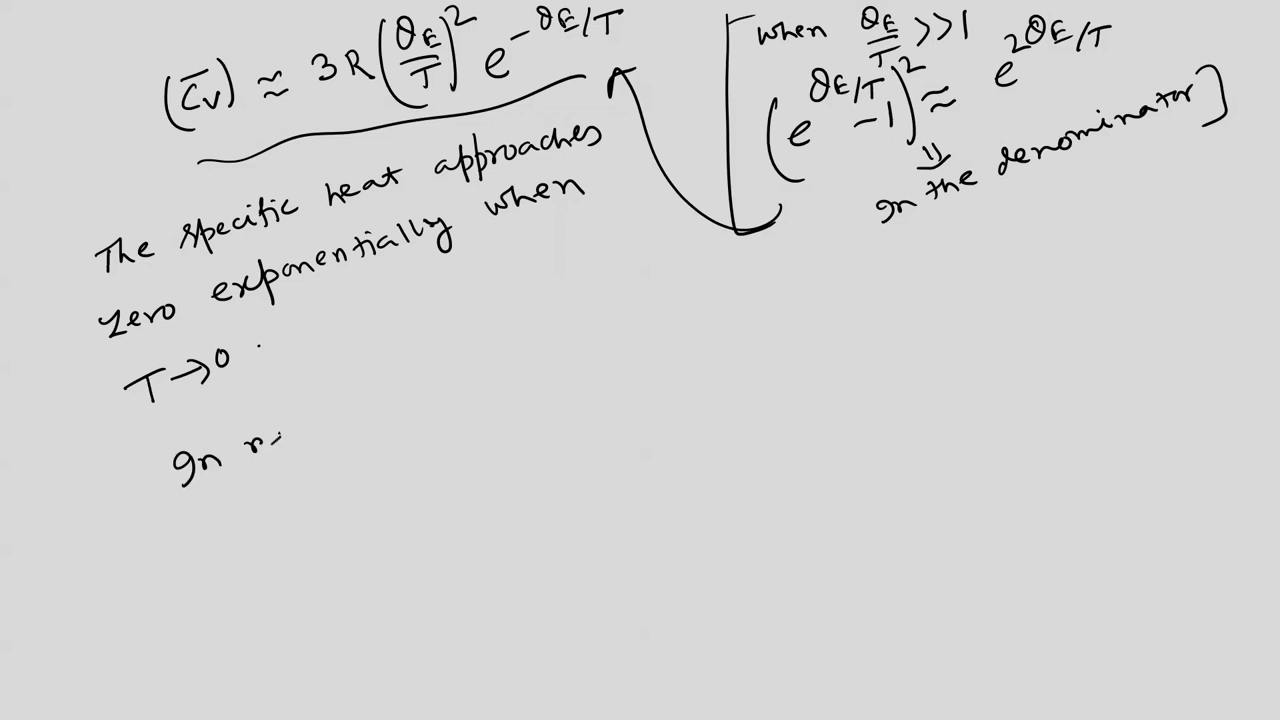 (C̅v) ≈ 3R(θE/T)² e^-θE/T
The specific heat approaches
zero exponentially when
T→0.
In
[when θE/T >>1
(e^θE/T -1)² ≈ e^2θE/T
In the denominator]